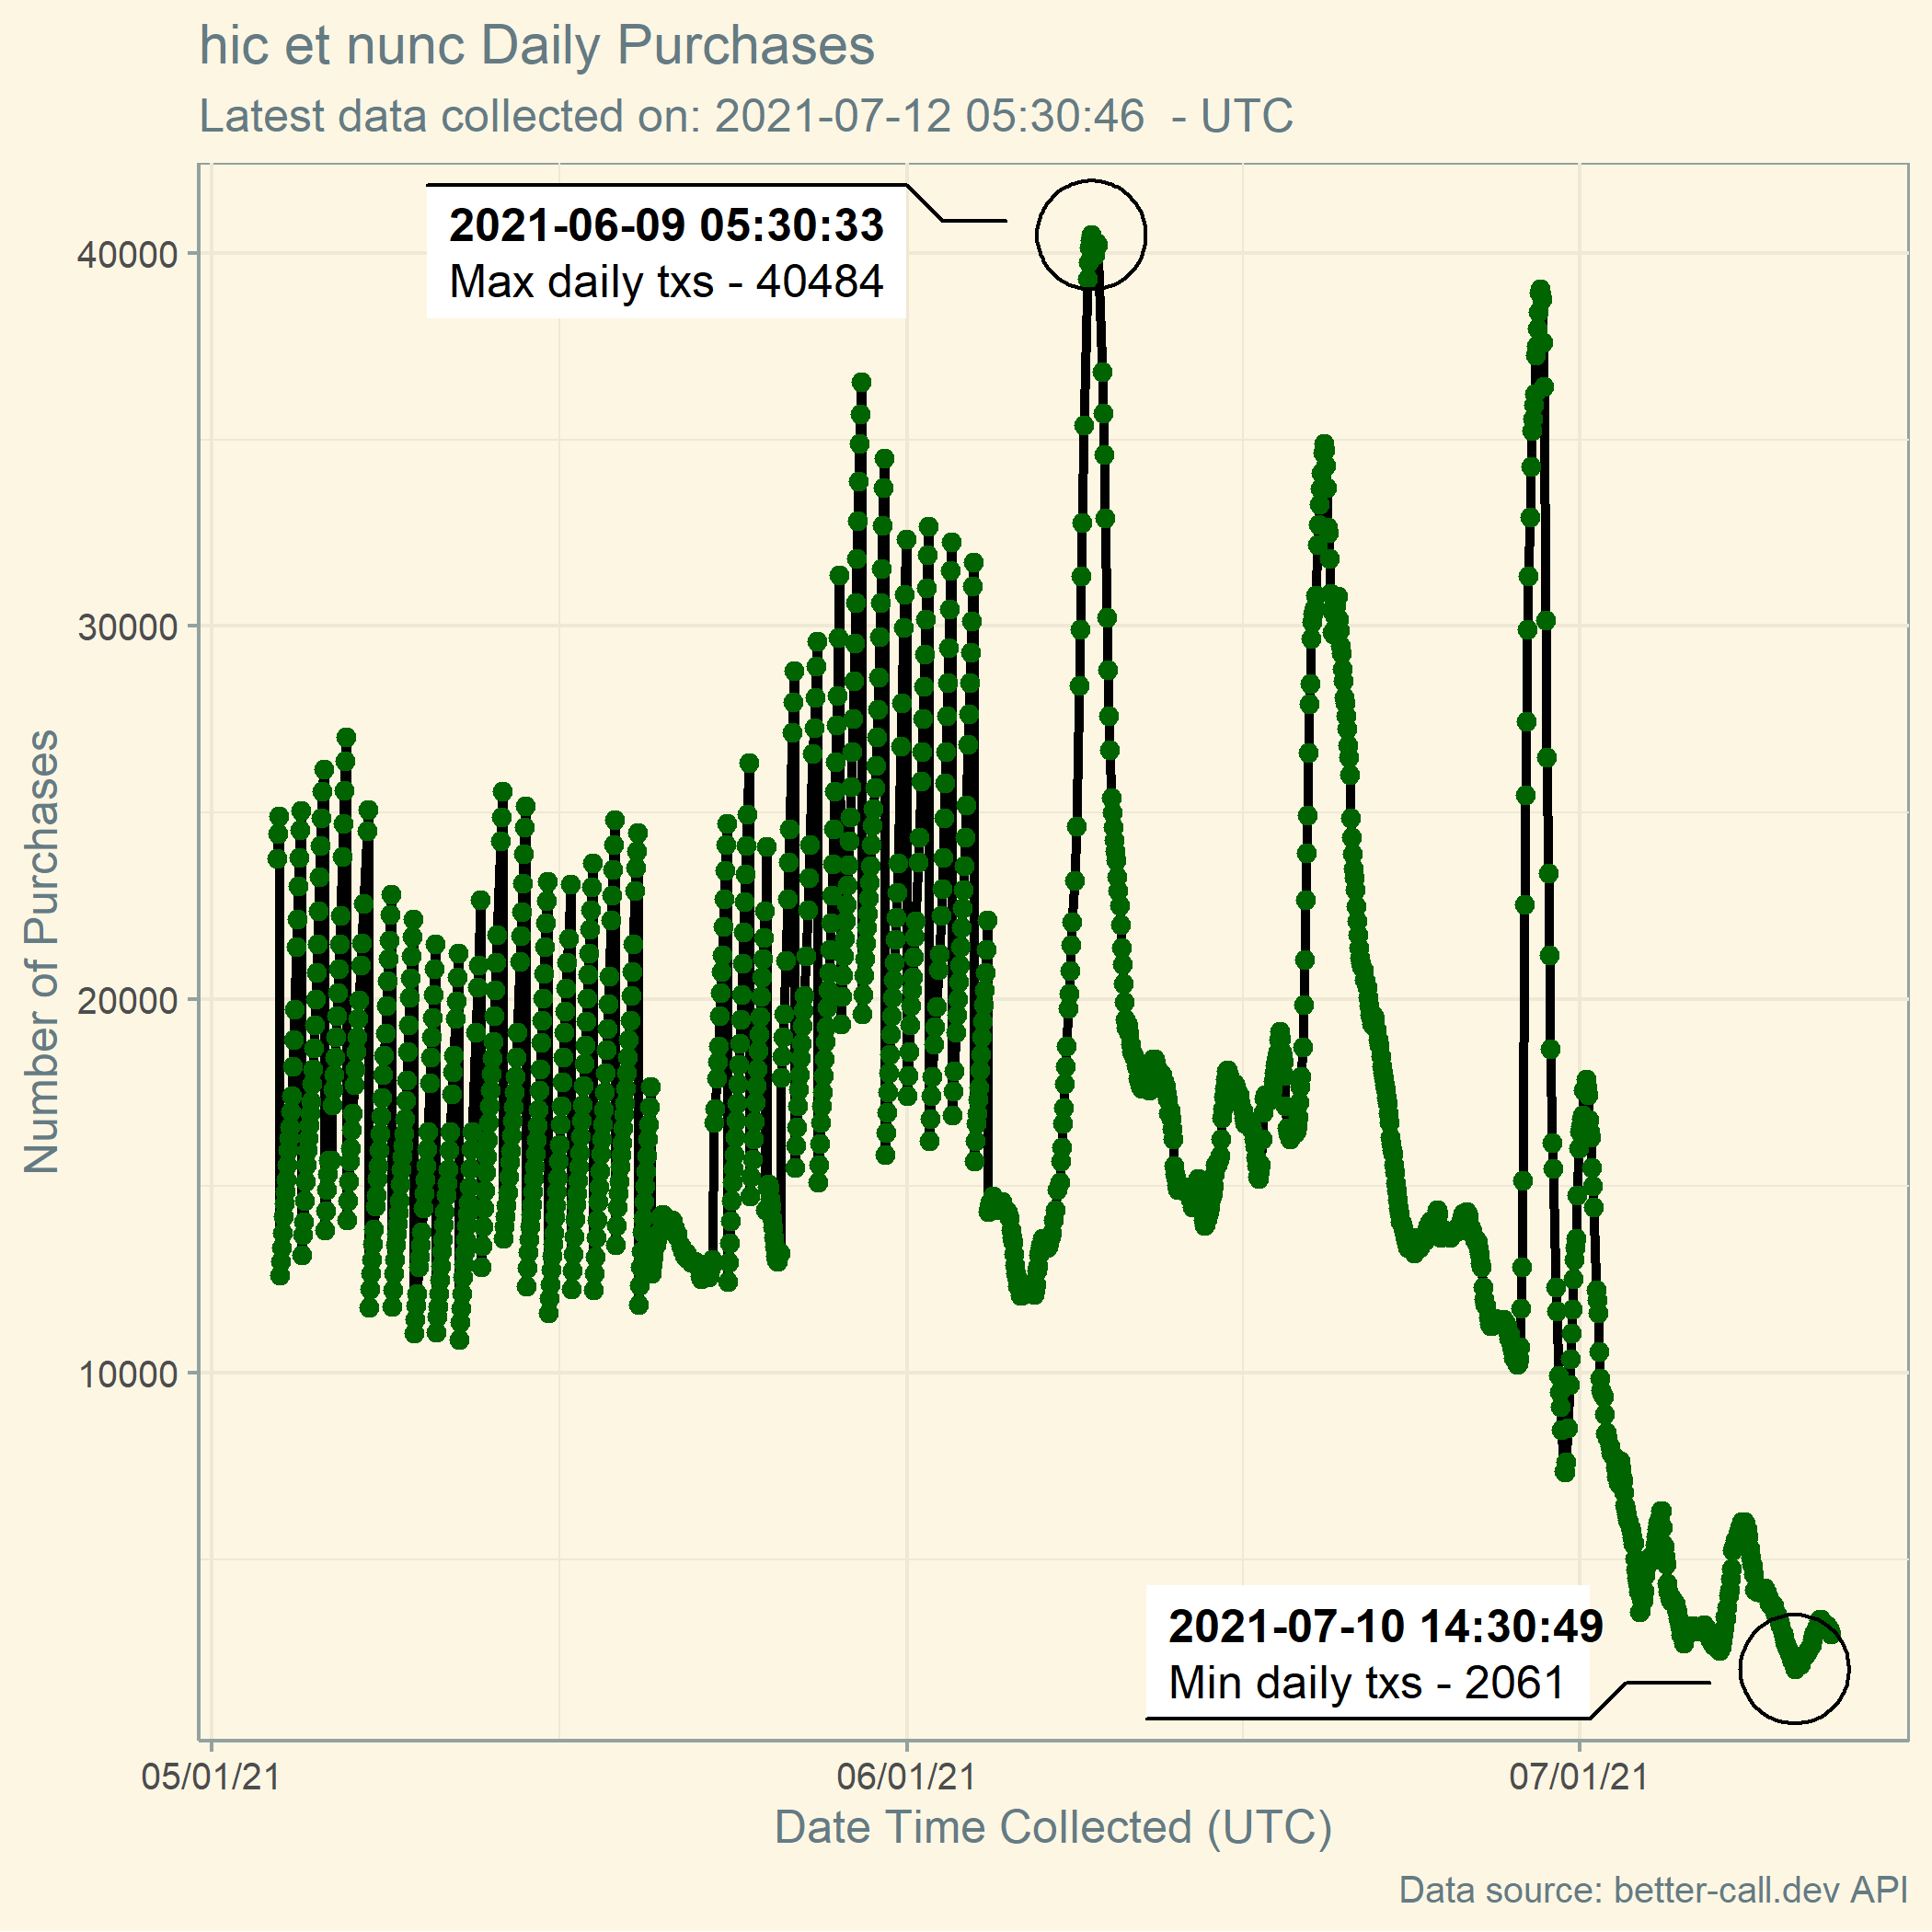 hic et nunc Daily Purchases
Latest data collected on: 2021-07-12 05:30:46  - UTC
2021-06-09 05:30:33
Max daily txs - 40484
40000
30000
20000
10000
Number of Purchases
2021-07-10 14:30:49
Min daily txs - 2061
05/01/21
06/01/21
07/01/21
Date Time Collected (UTC)
Data source: better-call.dev API